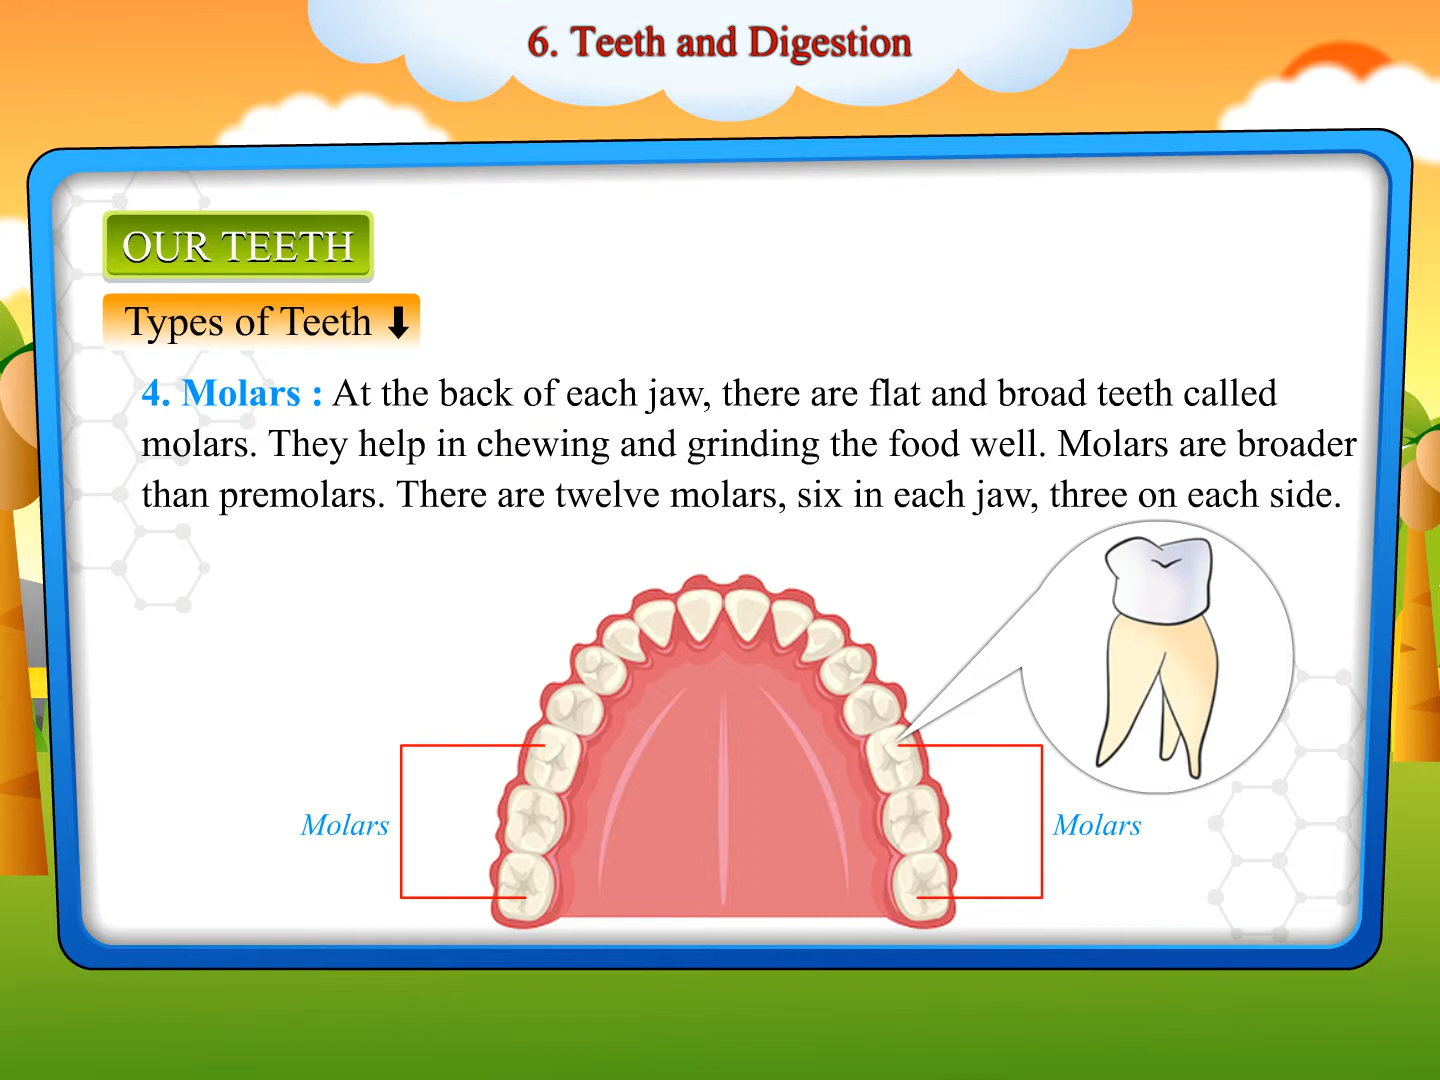 6. Teeth and Digestion
OUR TEETH
Types of Teeth
4. Molars : At the back of each jaw, there are flat and broad teeth called
molars. They help in chewing and grinding the food well. Molars are broader
than premolars. There are twelve molars, six in each jaw, three on each side.
Molars
Molars